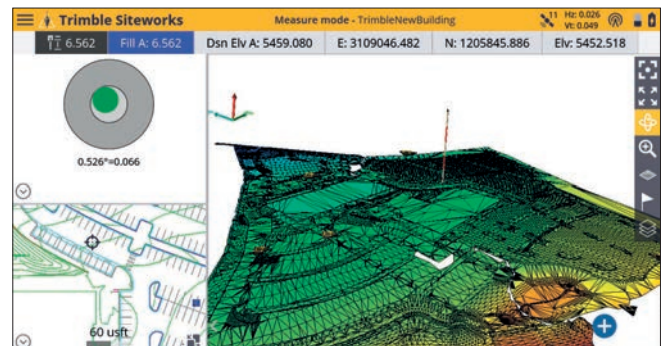 Trimble Siteworks
Measure mode - TrimbleNewBuilding
11 Hz: 0.026
Vt: 0.049
6.562
Fill A: 6.562
Dsn Elv A: 5459.080
E: 3109046.482
N: 1205845.886
Elv: 5452.518
0.526°=0.066
60 usft